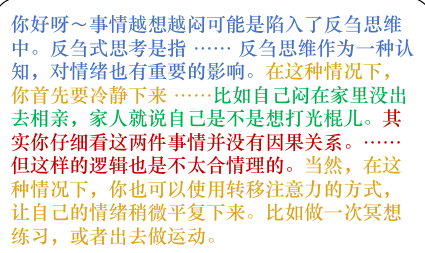 你好呀～事情越想越闷可能是陷入了反刍思维
中。反刍式思考是指 …… 反刍思维作为一种认
知，对情绪也有重要的影响。在这种情况下，
你首先要冷静下来 ……比如自己闷在家里没出
去相亲，家人就说自己是不是想打光棍儿。其
实你仔细看这两件事情并没有因果关系。……
但这样的逻辑也是不太合情理的。当然，在这
种情况下，你也可以使用转移注意力的方式，
让自己的情绪稍微平复下来。比如做一次冥想
练习，或者出去做运动。